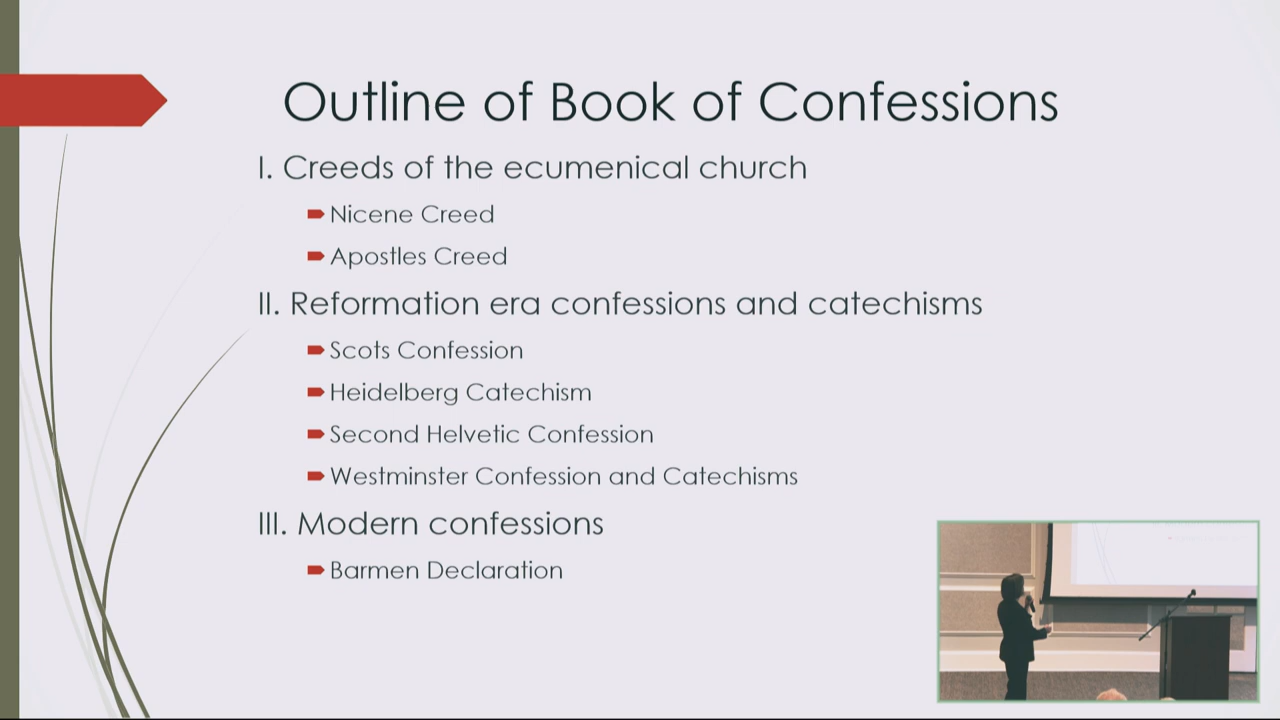 Outline of Book of Confessions
I. Creeds of the ecumenical church
Nicene Creed
Apostles Creed
II. Reformation era confessions and catechisms
Scots Confession
Heidelberg Catechism
Second Helvetic Confession
Westminster Confession and Catechisms
III. Modern confessions
Barmen Declaration